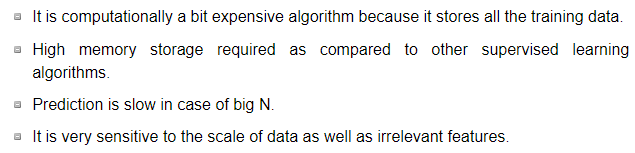 It is computationally a bit expensive algorithm because it stores all the training data.
High memory storage required as compared to other supervised learning
algorithms.
Prediction is slow in case of big N.
It is very sensitive to the scale of data as well as irrelevant features.